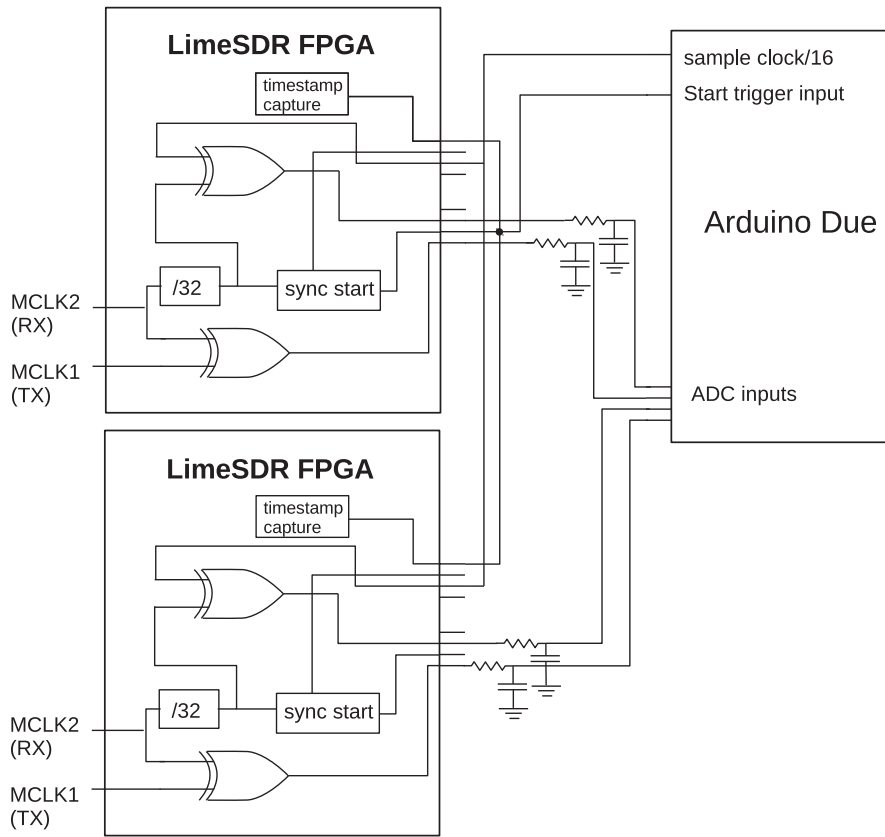 LimeSDR FPGA
timestamp
capture
sample clock/16
Start trigger input
Arduino Due
/32
sync start
MCLK2
(RX)
MCLK1
(TX)
ADC inputs
LimeSDR FPGA
timestamp
capture
/32
sync start
MCLK2
(RX)
MCLK1
(TX)